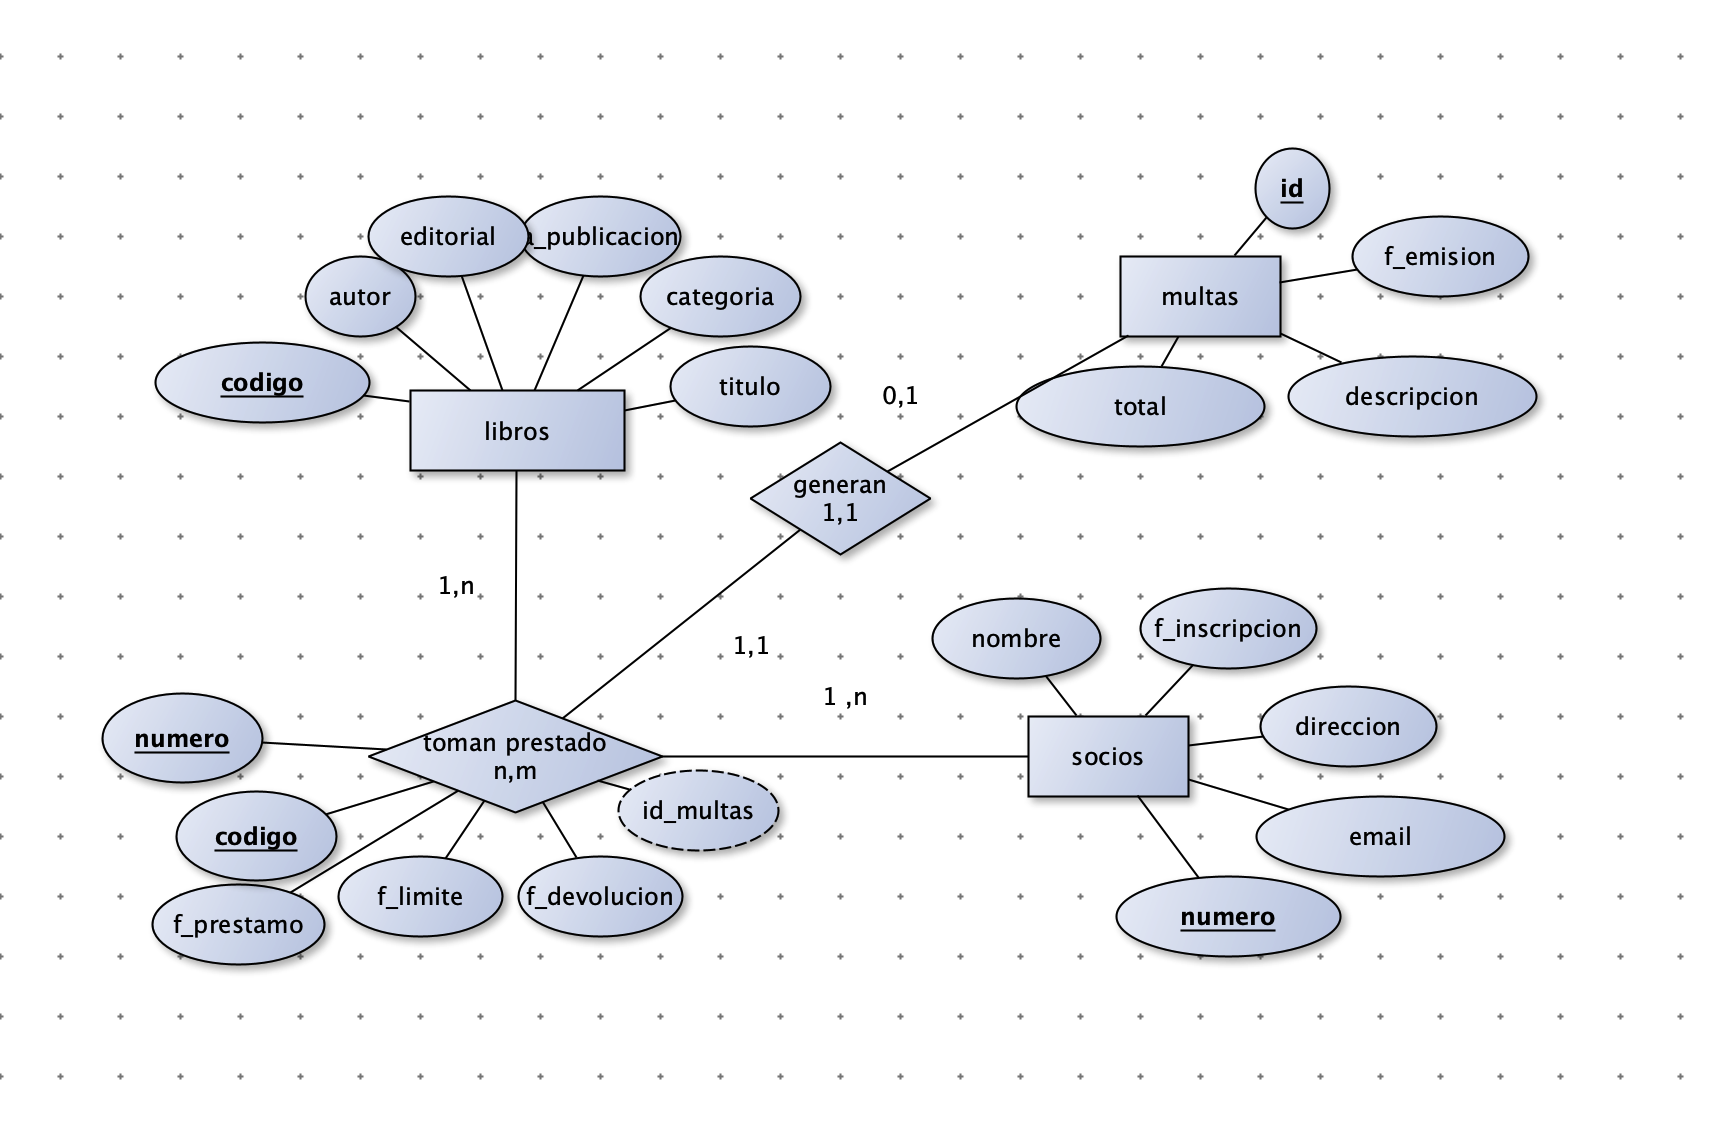 id
editorial
a_publicacion
f_emision
autor
categoria
multas
codigo
titulo
0,1
total
descripcion
libros
generan
1,1
1,n
nombre
f_inscripcion
1,1
1 ,n
numero
direccion
toman prestado
n,m
socios
id_multas
codigo
email
f_limite
f_devolucion
f_prestamo
numero